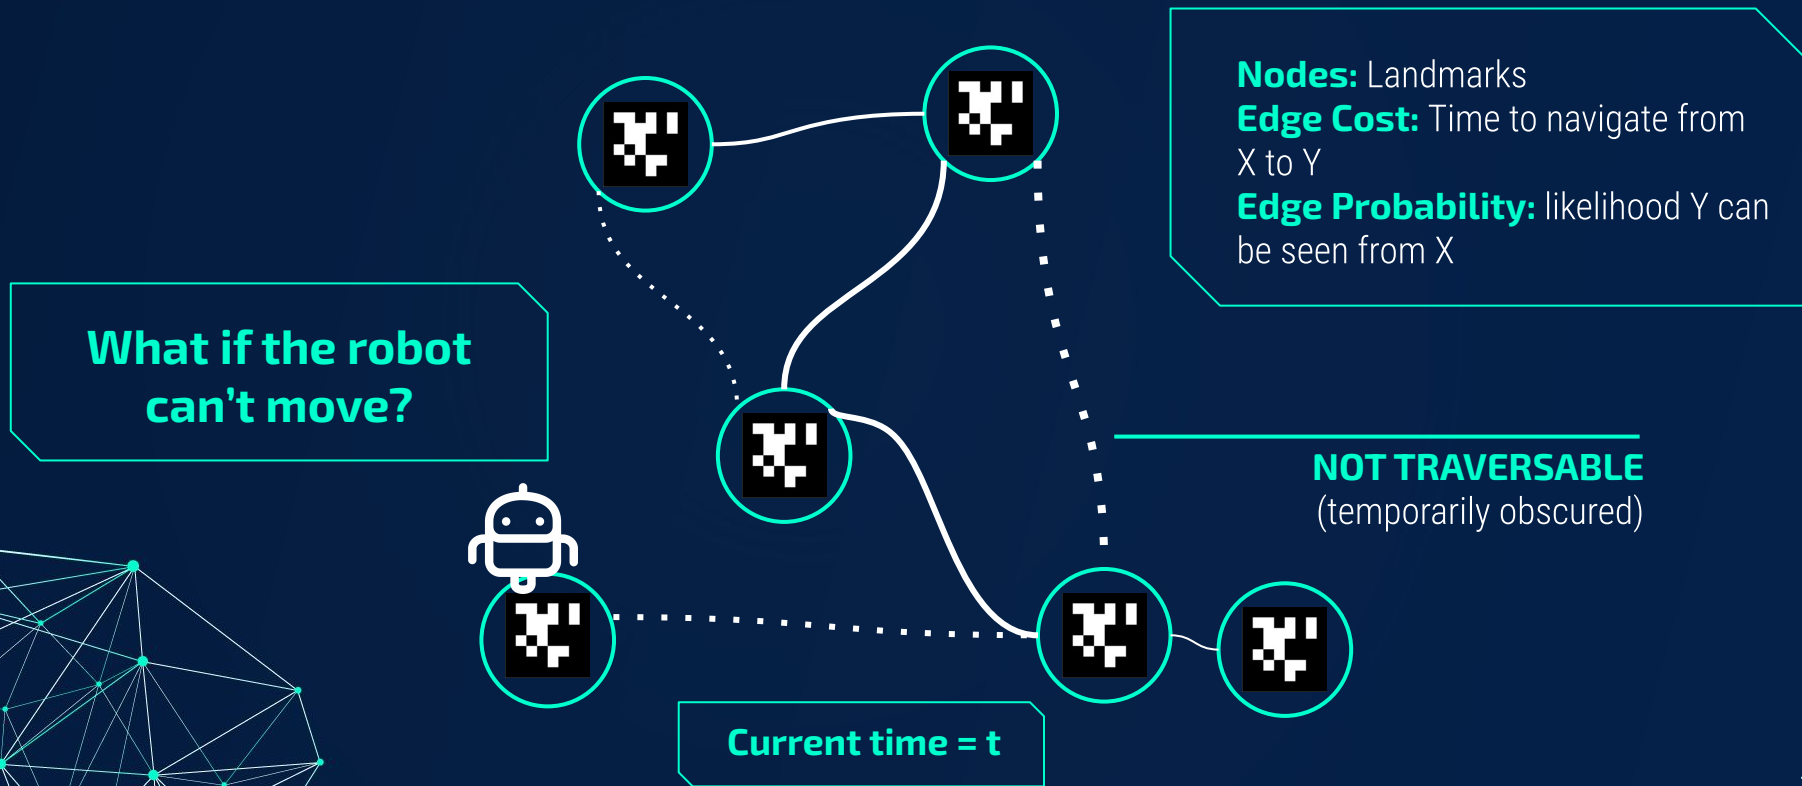 Nodes: Landmarks
Edge Cost: Time to navigate from
X to Y
Edge Probability: likelihood Y can
be seen from X
What if the robot
can’t move?
NOT TRAVERSABLE
(temporarily obscured)
Current time = t